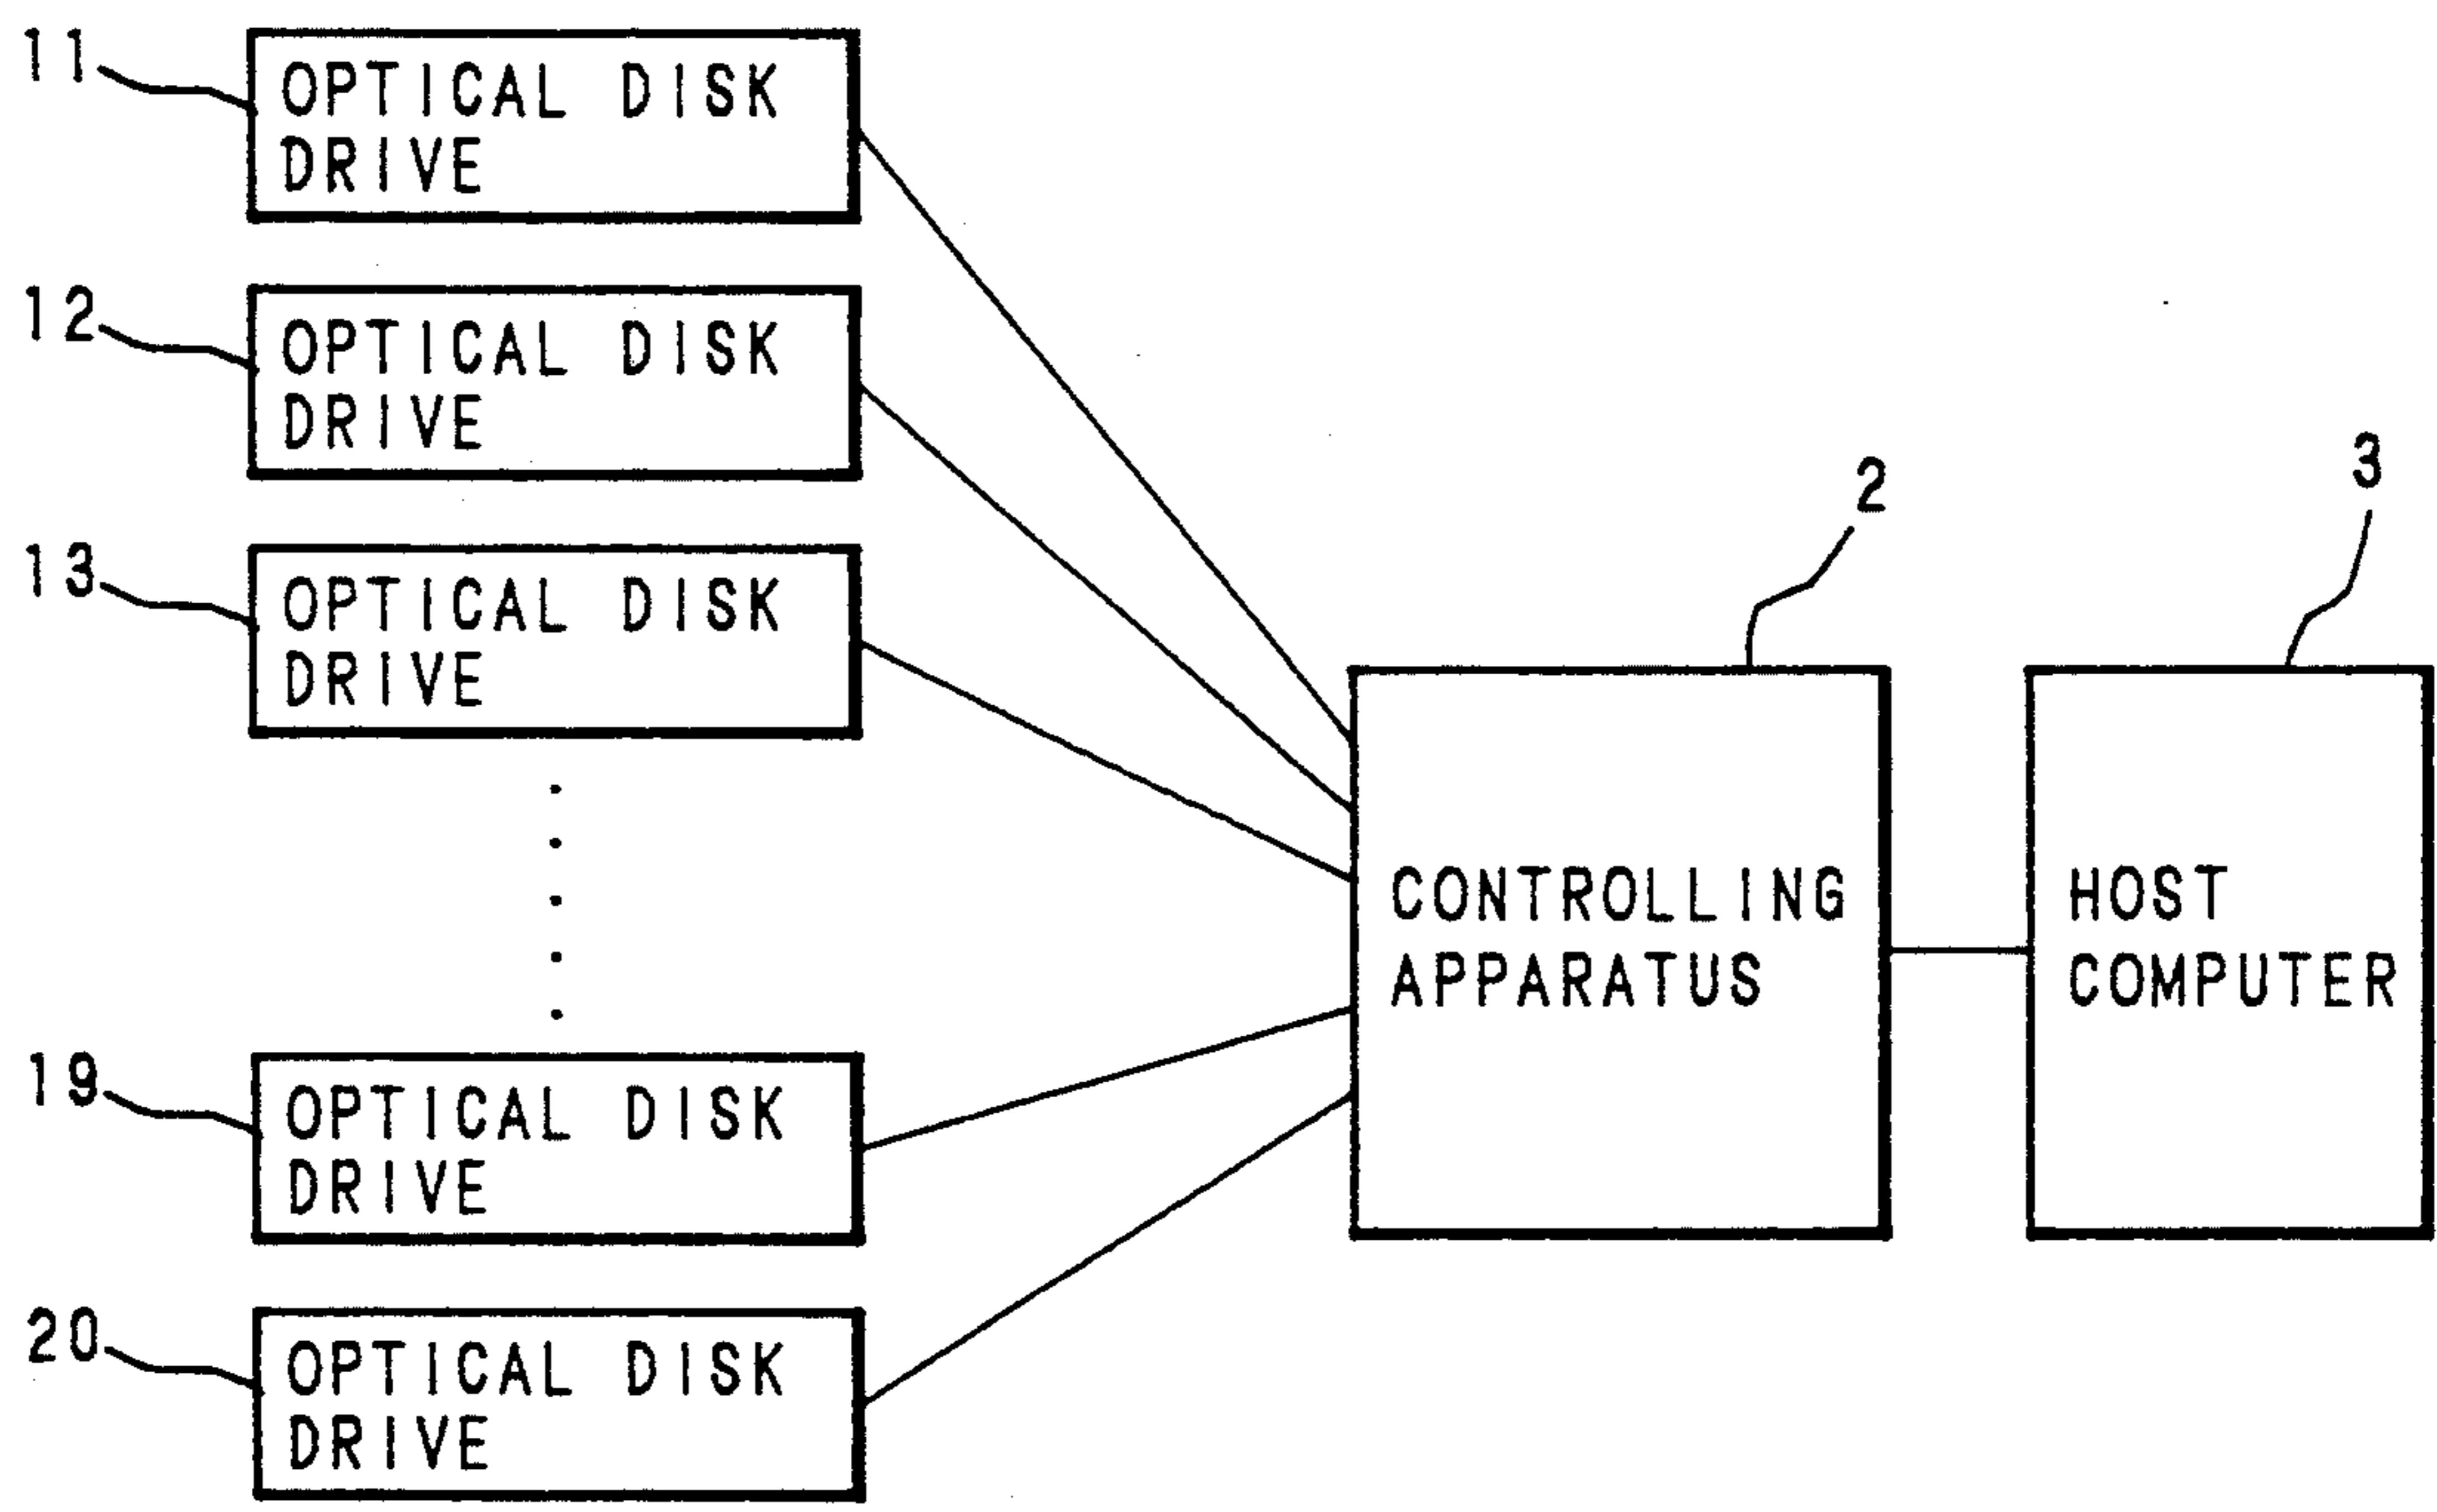 11
OPTICAL DISK
DRIVE
12
OPTICAL DISK
DRIVE
13
OPTICAL DISK
DRIVE
19
OPTICAL DISK
DRIVE
20
OPTICAL DISK
DRIVE
2
CONTROLLING
APPARATUS
3
HOST
COMPUTER